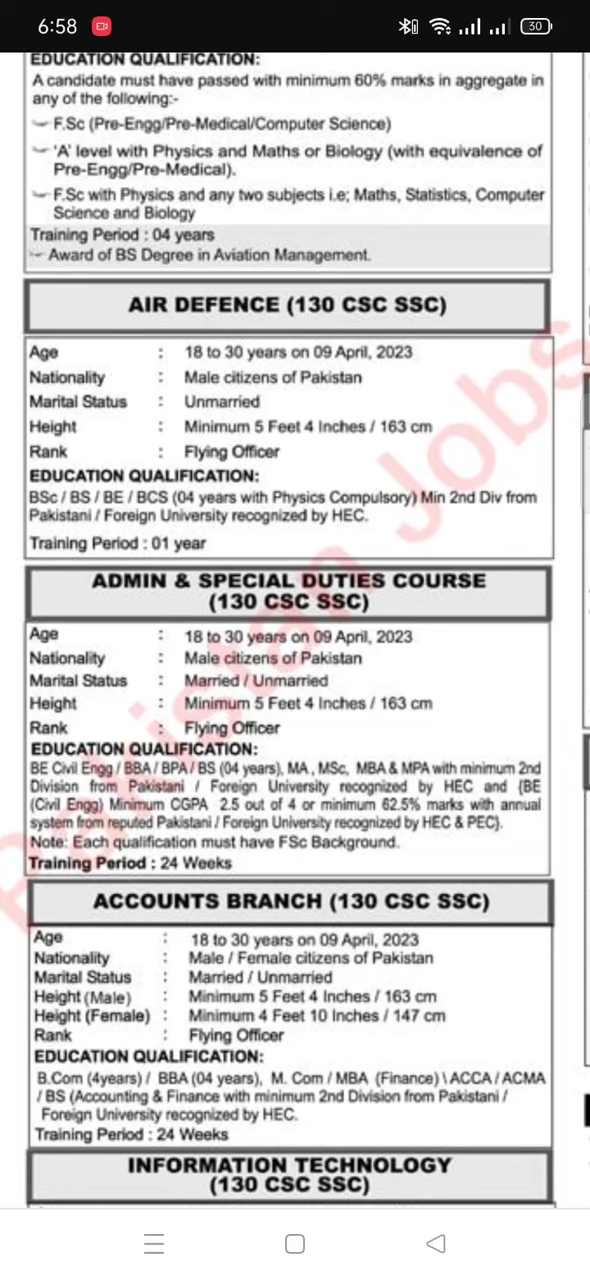 6:58
30
EDUCATION QUALIFICATION:
A candidate must have passed with minimum 60% marks in aggregate in
any of the following:-
F.Sc (Pre-Engg/Pre-Medical/Computer Science)
'A' level with Physics and Maths or Biology (with equivalence of
Pre-Engg/Pre-Medical).
F.Sc with Physics and any two subjects i.e; Maths, Statistics, Computer
Science and Biology
Training Period : 04 years
Award of BS Degree in Aviation Management.
AIR DEFENCE (130 CSC SSC)
Age : 18 to 30 years on 09 April, 2023
Nationality : Male citizens of Pakistan
Marital Status : Unmarried
Height : Minimum 5 Feet 4 Inches / 163 cm
Rank : Flying Officer
EDUCATION QUALIFICATION:
BSc / BS / BE / BCS (04 years with Physics Compulsory) Min 2nd Div from
Pakistani / Foreign University recognized by HEC.
Training Period : 01 year
ADMIN & SPECIAL DUTIES COURSE
(130 CSC SSC)
Age : 18 to 30 years on 09 April, 2023
Nationality : Male citizens of Pakistan
Marital Status : Married / Unmarried
Height : Minimum 5 Feet 4 Inches / 163 cm
Rank : Flying Officer
EDUCATION QUALIFICATION:
BE Civil Engg / BBA / BPA / BS (04 years), MA, MSc, MBA & MPA with minimum 2nd
Division from Pakistani / Foreign University recognized by HEC and {BE
(Civil Engg) Minimum CGPA 2.5 out of 4 or minimum 62.5% marks with annual
system from reputed Pakistani / Foreign University recognized by HEC & PEC}.
Note: Each qualification must have FSc Background.
Training Period : 24 Weeks
ACCOUNTS BRANCH (130 CSC SSC)
Age : 18 to 30 years on 09 April, 2023
Nationality : Male / Female citizens of Pakistan
Marital Status : Married / Unmarried
Height (Male) : Minimum 5 Feet 4 Inches / 163 cm
Height (Female) : Minimum 4 Feet 10 Inches / 147 cm
Rank : Flying Officer
EDUCATION QUALIFICATION:
B.Com (4years) / BBA (04 years), M. Com / MBA (Finance) \ ACCA / ACMA
/ BS (Accounting & Finance with minimum 2nd Division from Pakistani /
Foreign University recognized by HEC.
Training Period : 24 Weeks
INFORMATION TECHNOLOGY
(130 CSC SSC)
Pakistan Jobs